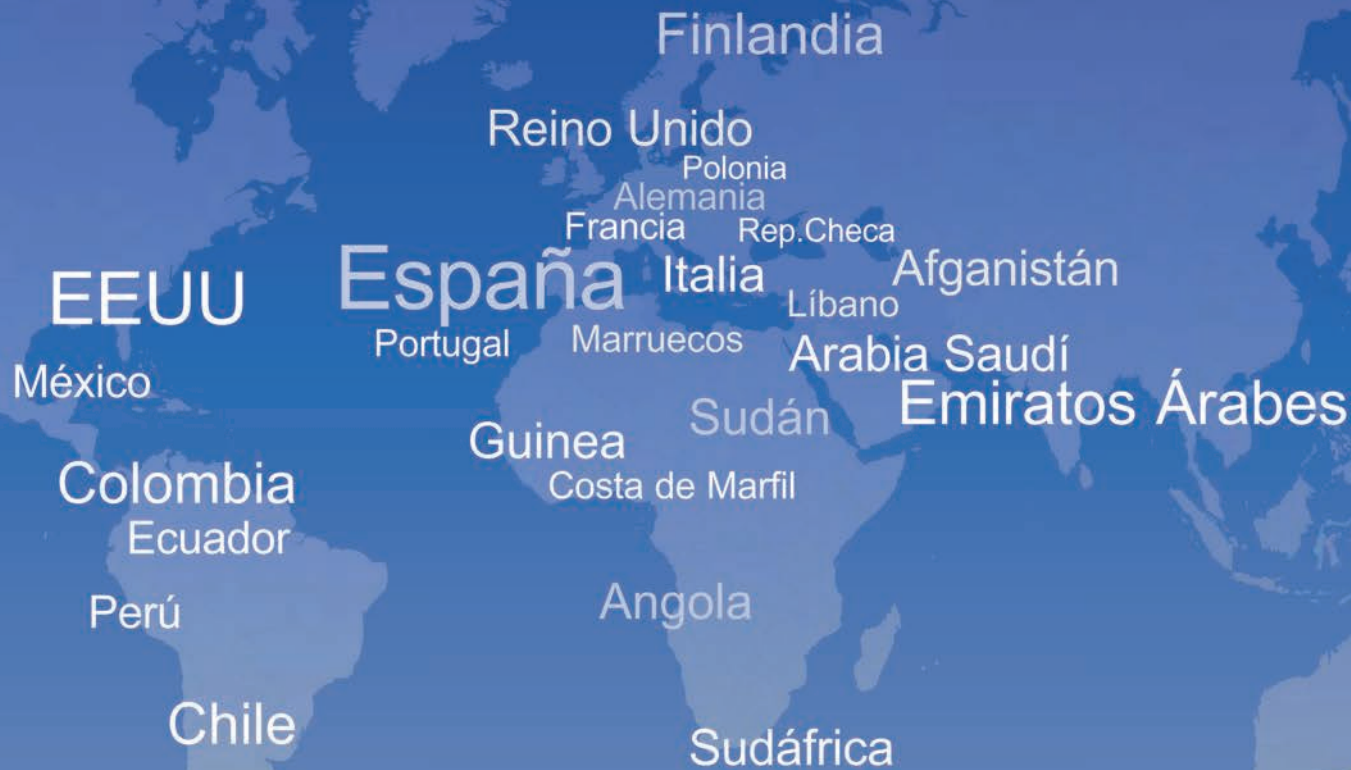 Finlandia
Reino Unido
Polonia
Alemania
Francia
Rep.Checa
España
Italia
Afganistán
EEUU
Líbano
Portugal
Marruecos
Arabia Saudí
México
Emiratos Árabes
Sudán
Guinea
Colombia
Costa de Marfil
Ecuador
Angola
Perú
Chile
Sudáfrica